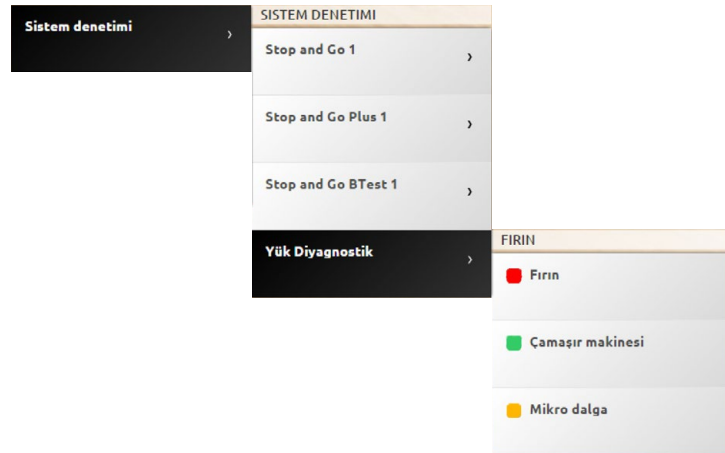 Sistem denetimi
SISTEM DENETIMI
Stop and Go 1
Stop and Go Plus 1
Stop and Go BTest 1
Yük Diyagnostik
FIRIN
Fırın
Çamaşır makinesi
Mikro dalga